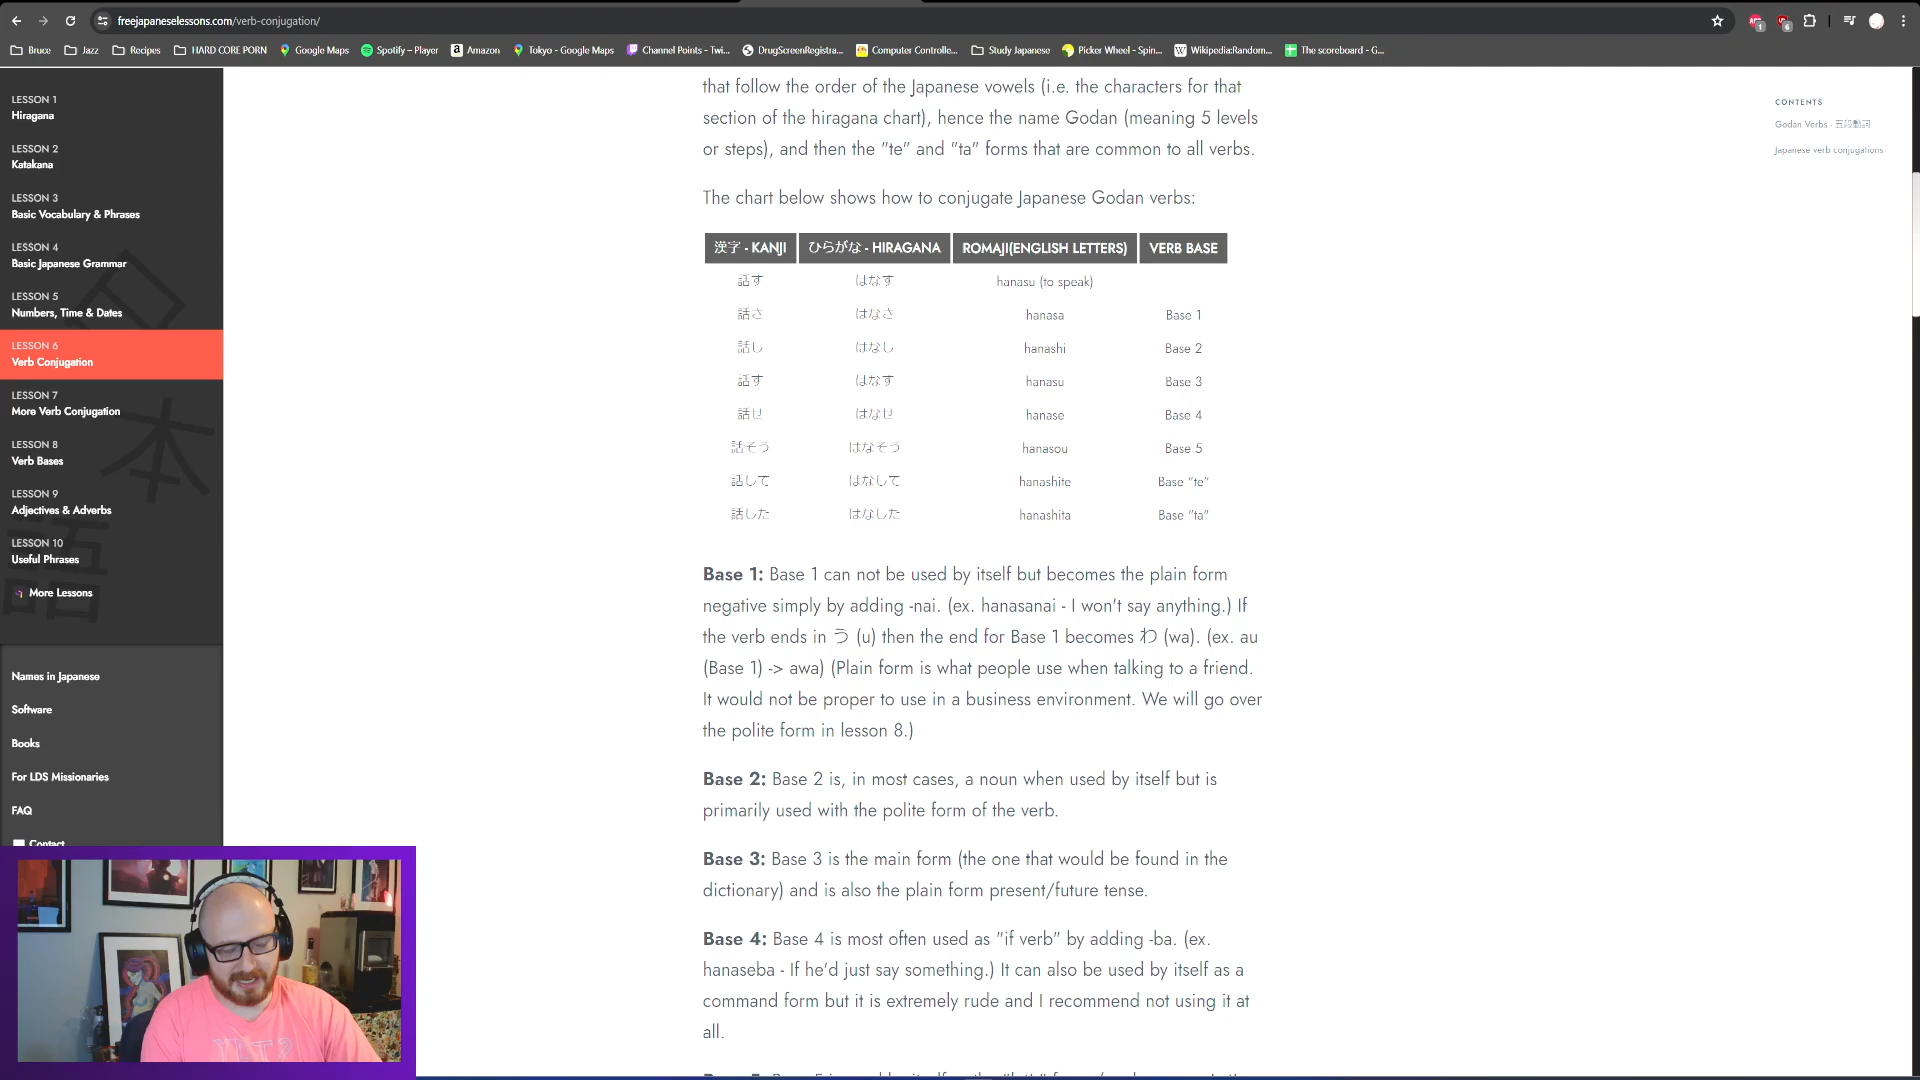 freejapaneselessons.com/verb-conjugation/
Bruce
Jazz
Recipes
HARD CORE PORN
Google Maps
Spotify – Player
Amazon
Tokyo - Google Maps
Channel Points - Twi...
DrugScreenRegistra...
Computer Controlle...
Study Japanese
Picker Wheel - Spin...
Wikipedia:Random...
The scoreboard - G...
LESSON 1
Hiragana
LESSON 2
Katakana
LESSON 3
Basic Vocabulary & Phrases
LESSON 4
Basic Japanese Grammar
LESSON 5
Numbers, Time & Dates
LESSON 6
Verb Conjugation
LESSON 7
More Verb Conjugation
LESSON 8
Verb Bases
LESSON 9
Adjectives & Adverbs
LESSON 10
Useful Phrases
More Lessons
日本語
Names in Japanese
Software
Books
For LDS Missionaries
FAQ
Contact
that follow the order of the Japanese vowels (i.e. the characters for that
section of the hiragana chart), hence the name Godan (meaning 5 levels
or steps), and then the "te" and "ta" forms that are common to all verbs.
The chart below shows how to conjugate Japanese Godan verbs:
漢字 - KANJI ひらがな - HIRAGANA ROMAJI(ENGLISH LETTERS) VERB BASE
話す はなす hanasu (to speak)
話さ はなさ hanasa Base 1
話し はなし hanashi Base 2
話す はなす hanasu Base 3
話せ はなせ hanase Base 4
話そう はなそう hanasou Base 5
話して はなして hanashite Base "te"
話した はなした hanashita Base "ta"
Base 1: Base 1 can not be used by itself but becomes the plain form
negative simply by adding -nai. (ex. hanasanai - I won't say anything.) If
the verb ends in う (u) then the end for Base 1 becomes わ (wa). (ex. au
(Base 1) -> awa) (Plain form is what people use when talking to a friend.
It would not be proper to use in a business environment. We will go over
the polite form in lesson 8.)
Base 2: Base 2 is, in most cases, a noun when used by itself but is
primarily used with the polite form of the verb.
Base 3: Base 3 is the main form (the one that would be found in the
dictionary) and is also the plain form present/future tense.
Base 4: Base 4 is most often used as "if verb" by adding -ba. (ex.
hanaseba - If he'd just say something.) It can also be used by itself as a
command form but it is extremely rude and I recommend not using it at
all.
CONTENTS
Godan Verbs - 五段動詞
Japanese verb conjugations